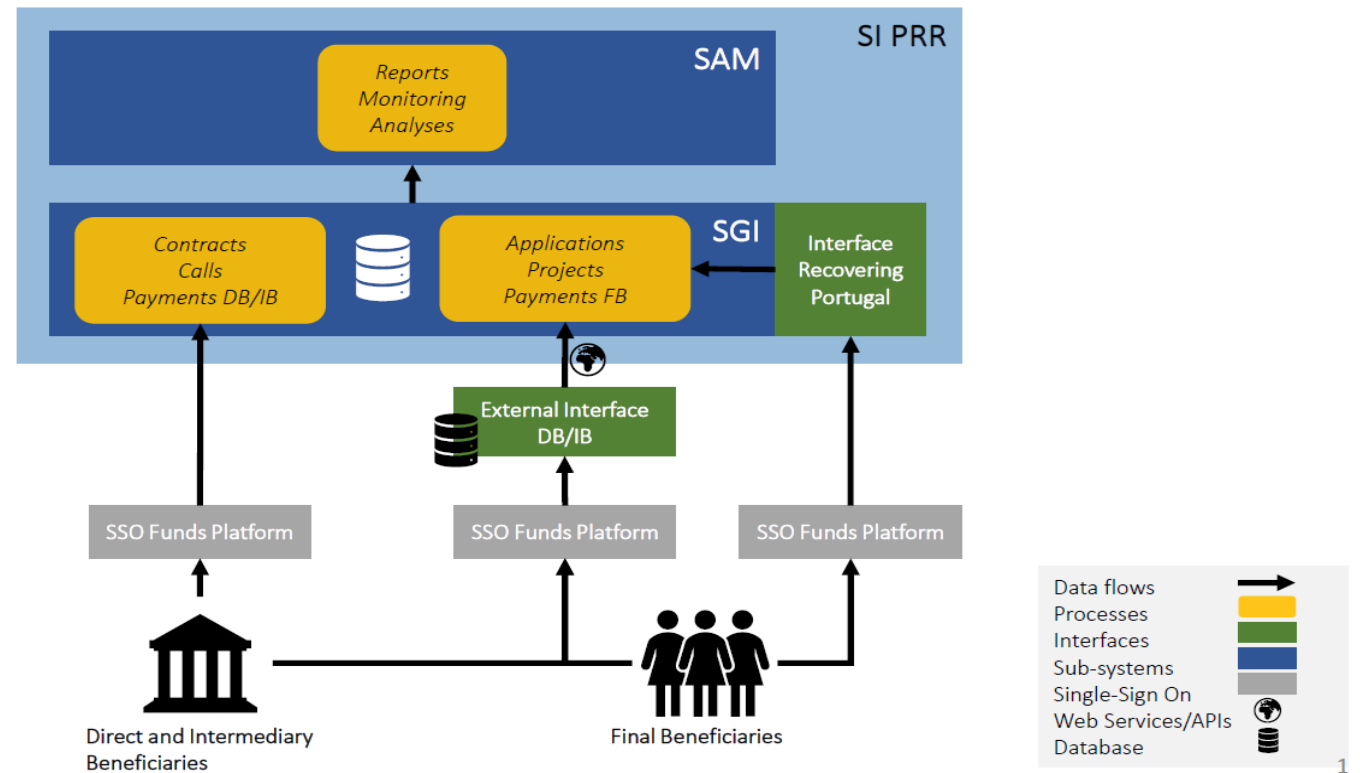 SI PRR
SAM
Reports
Monitoring
Analyses
SGI
Contracts
Calls
Payments DB/IB
Applications
Projects
Payments FB
Interface
Recovering
Portugal
External Interface
DB/IB
SSO Funds Platform
SSO Funds Platform
SSO Funds Platform
Direct and Intermediary
Beneficiaries
Final Beneficiaries
Data flows
Processes
Interfaces
Sub-systems
Single-Sign On
Web Services/APIs
Database
1